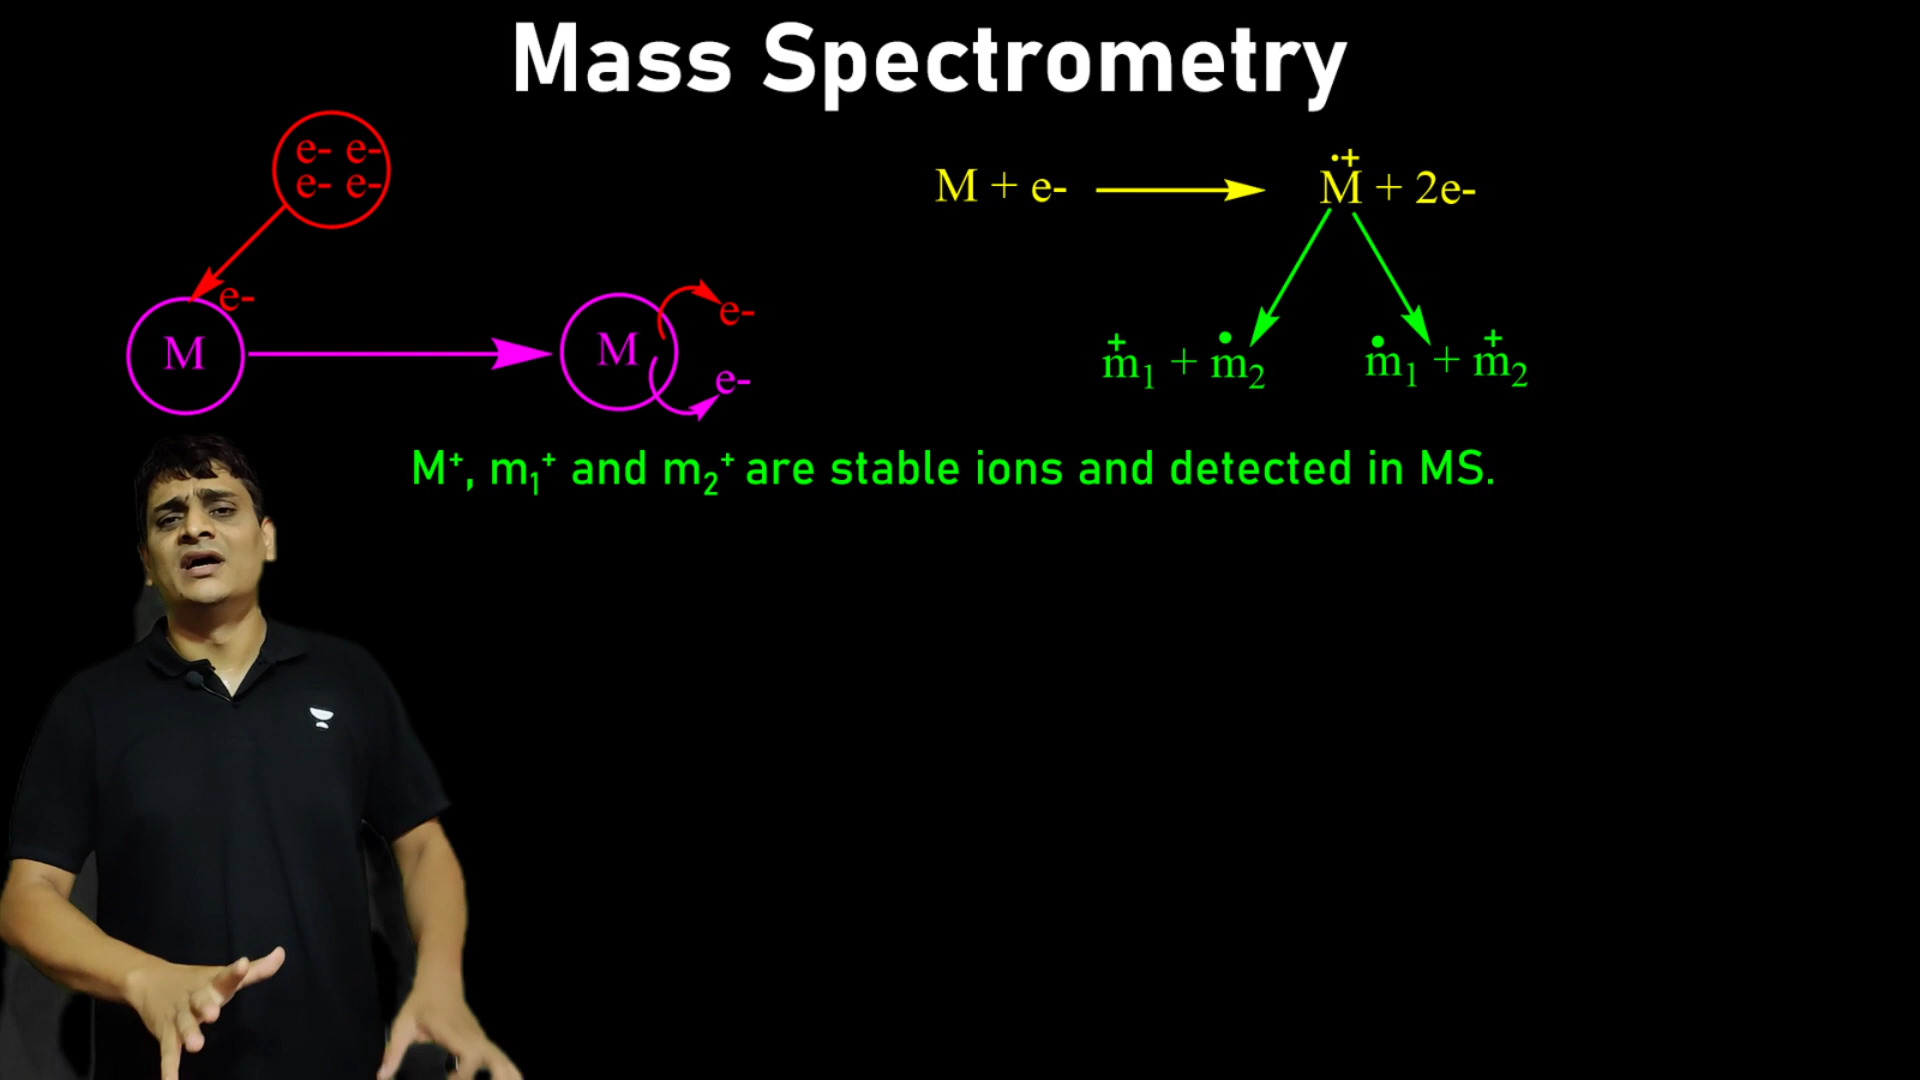 Mass Spectrometry
e- e-
e- e-
e-
M
M
e-
e-
M + e- → M•+ + 2e-
m₁⁺ + m₂• m₁• + m₂⁺
M⁺, m₁⁺ and m₂⁺ are stable ions and detected in MS.